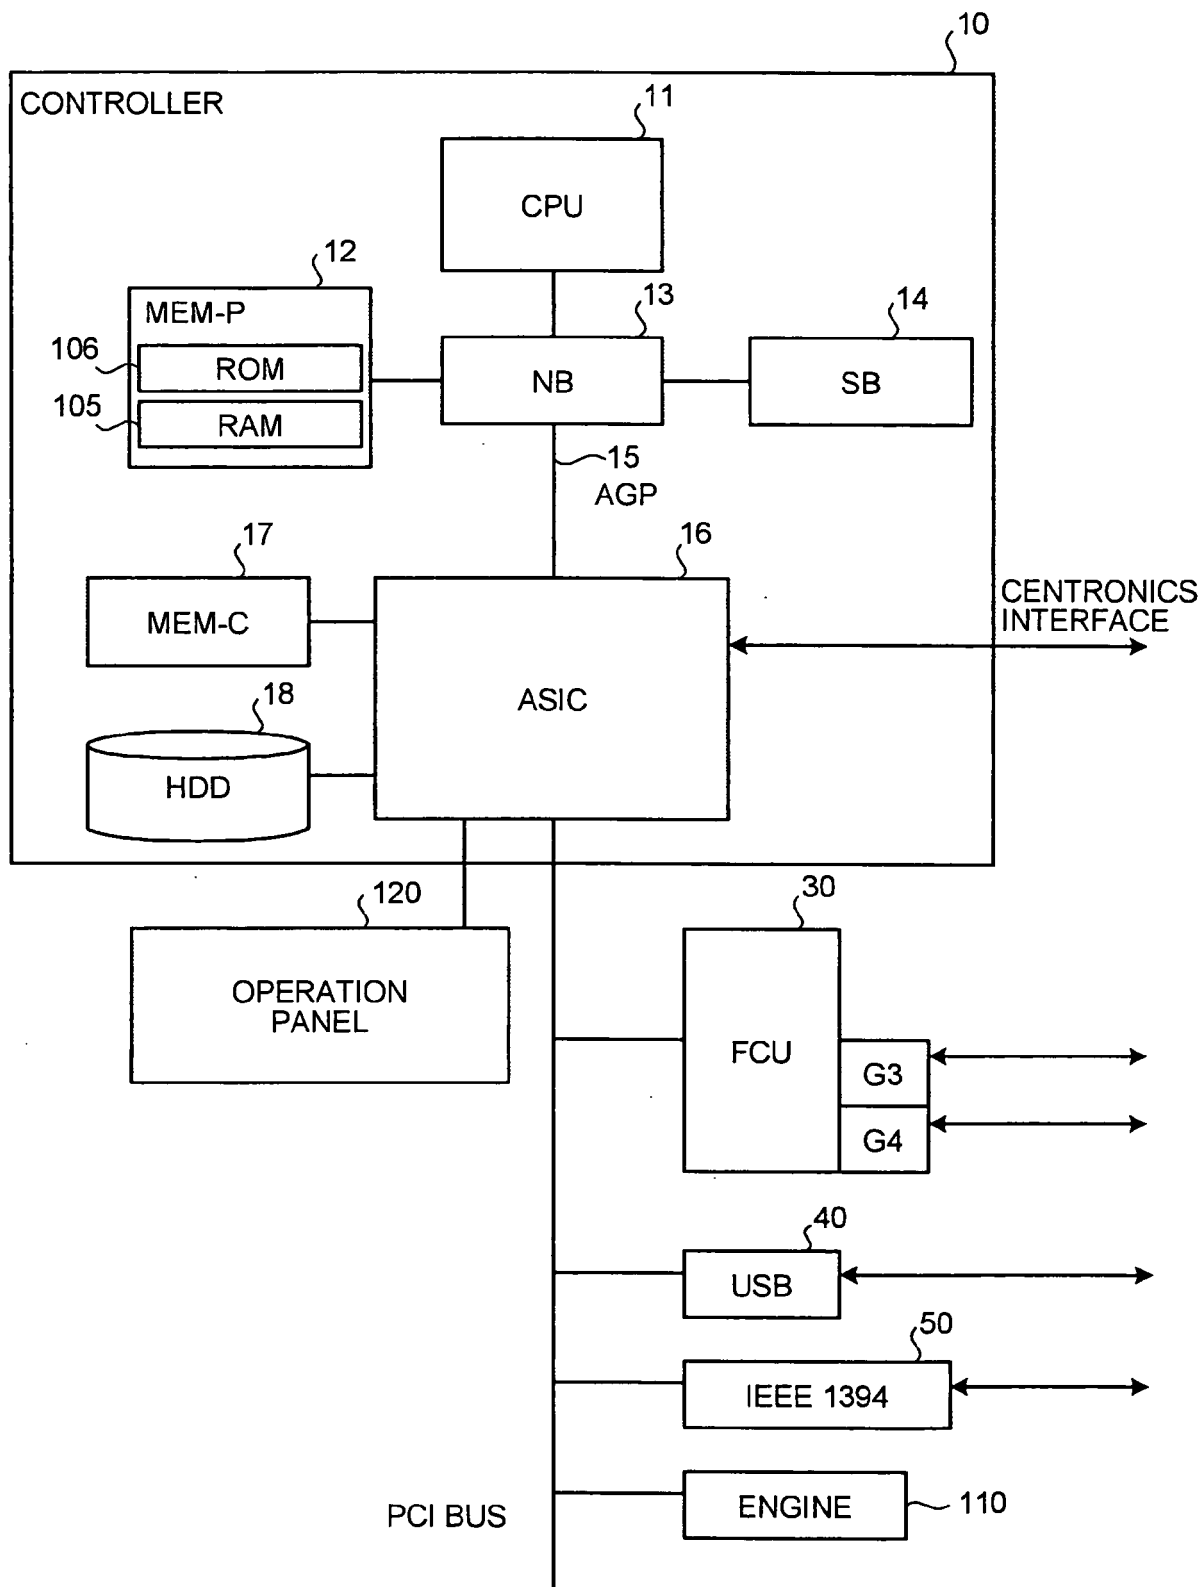 10
CONTROLLER
11
CPU
12
MEM-P
106
ROM
105
RAM
13
NB
14
SB
15
AGP
17
MEM-C
16
ASIC
CENTRONICS
INTERFACE
18
HDD
120
OPERATION
PANEL
30
FCU
G3
G4
40
USB
50
IEEE 1394
PCI BUS
ENGINE
110